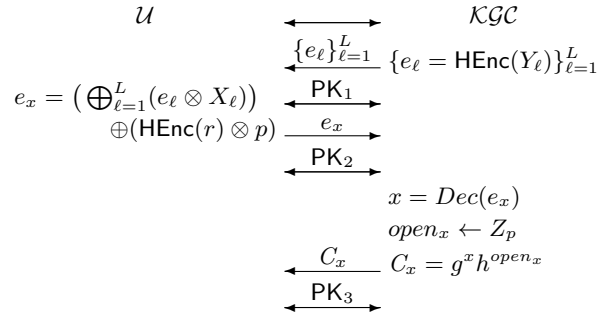 𝒰 𝒦𝒢𝒞
{e_ℓ}_{ℓ=1}^L {e_ℓ = HEnc(Y_ℓ)}_{ℓ=1}^L
PK_1
e_x = (⨁_{ℓ=1}^L (e_ℓ ⊗ X_ℓ))
⊕(HEnc(r) ⊗ p) e_x
PK_2
x = Dec(e_x)
open_x ← Z_p
C_x C_x = g^x h^{open_x}
PK_3